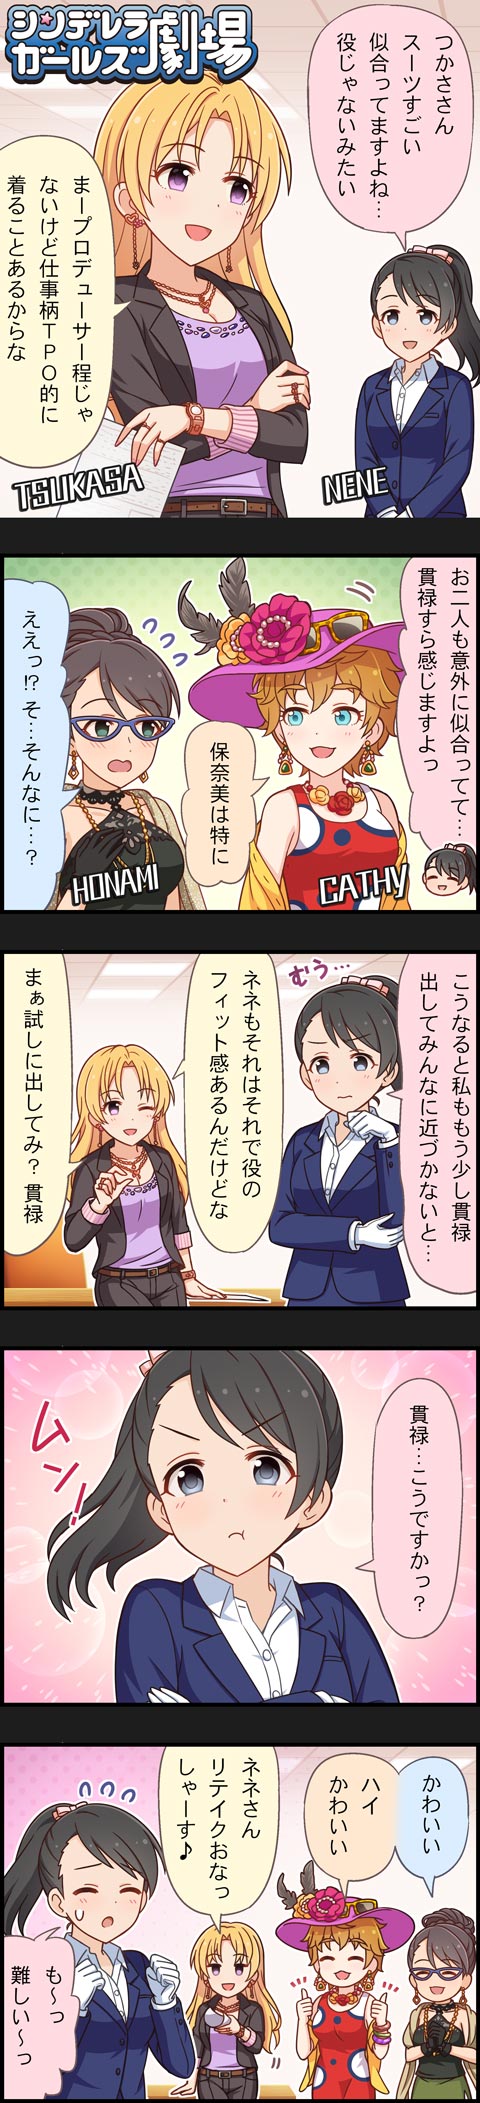 シンデレラ
ガールズ劇場
つかささん
スーツすごい
似合ってますよね…
役じゃないみたい
まープロデューサー程じゃ
ないけど仕事柄TPO的に
着ることあるからな
TSUKASA
NENE
お二人も意外に似合ってて…
貫禄すら感じますよっ
保奈美は特に
ええっ!?そ…そんなに…?
HONAMI
CATHY
こうなると私ももう少し貫禄
出してみんなに近づかないと…
むう…
ネネもそれはそれで役の
フィット感あるんだけどな
まぁ試しに出してみ?貫禄
貫禄…こうですかっ?
ムン!
かわいい
ハイ
かわいい
ネネさん
リテイクおなっ
しゃーす♪
も〜っ
難しい〜っ